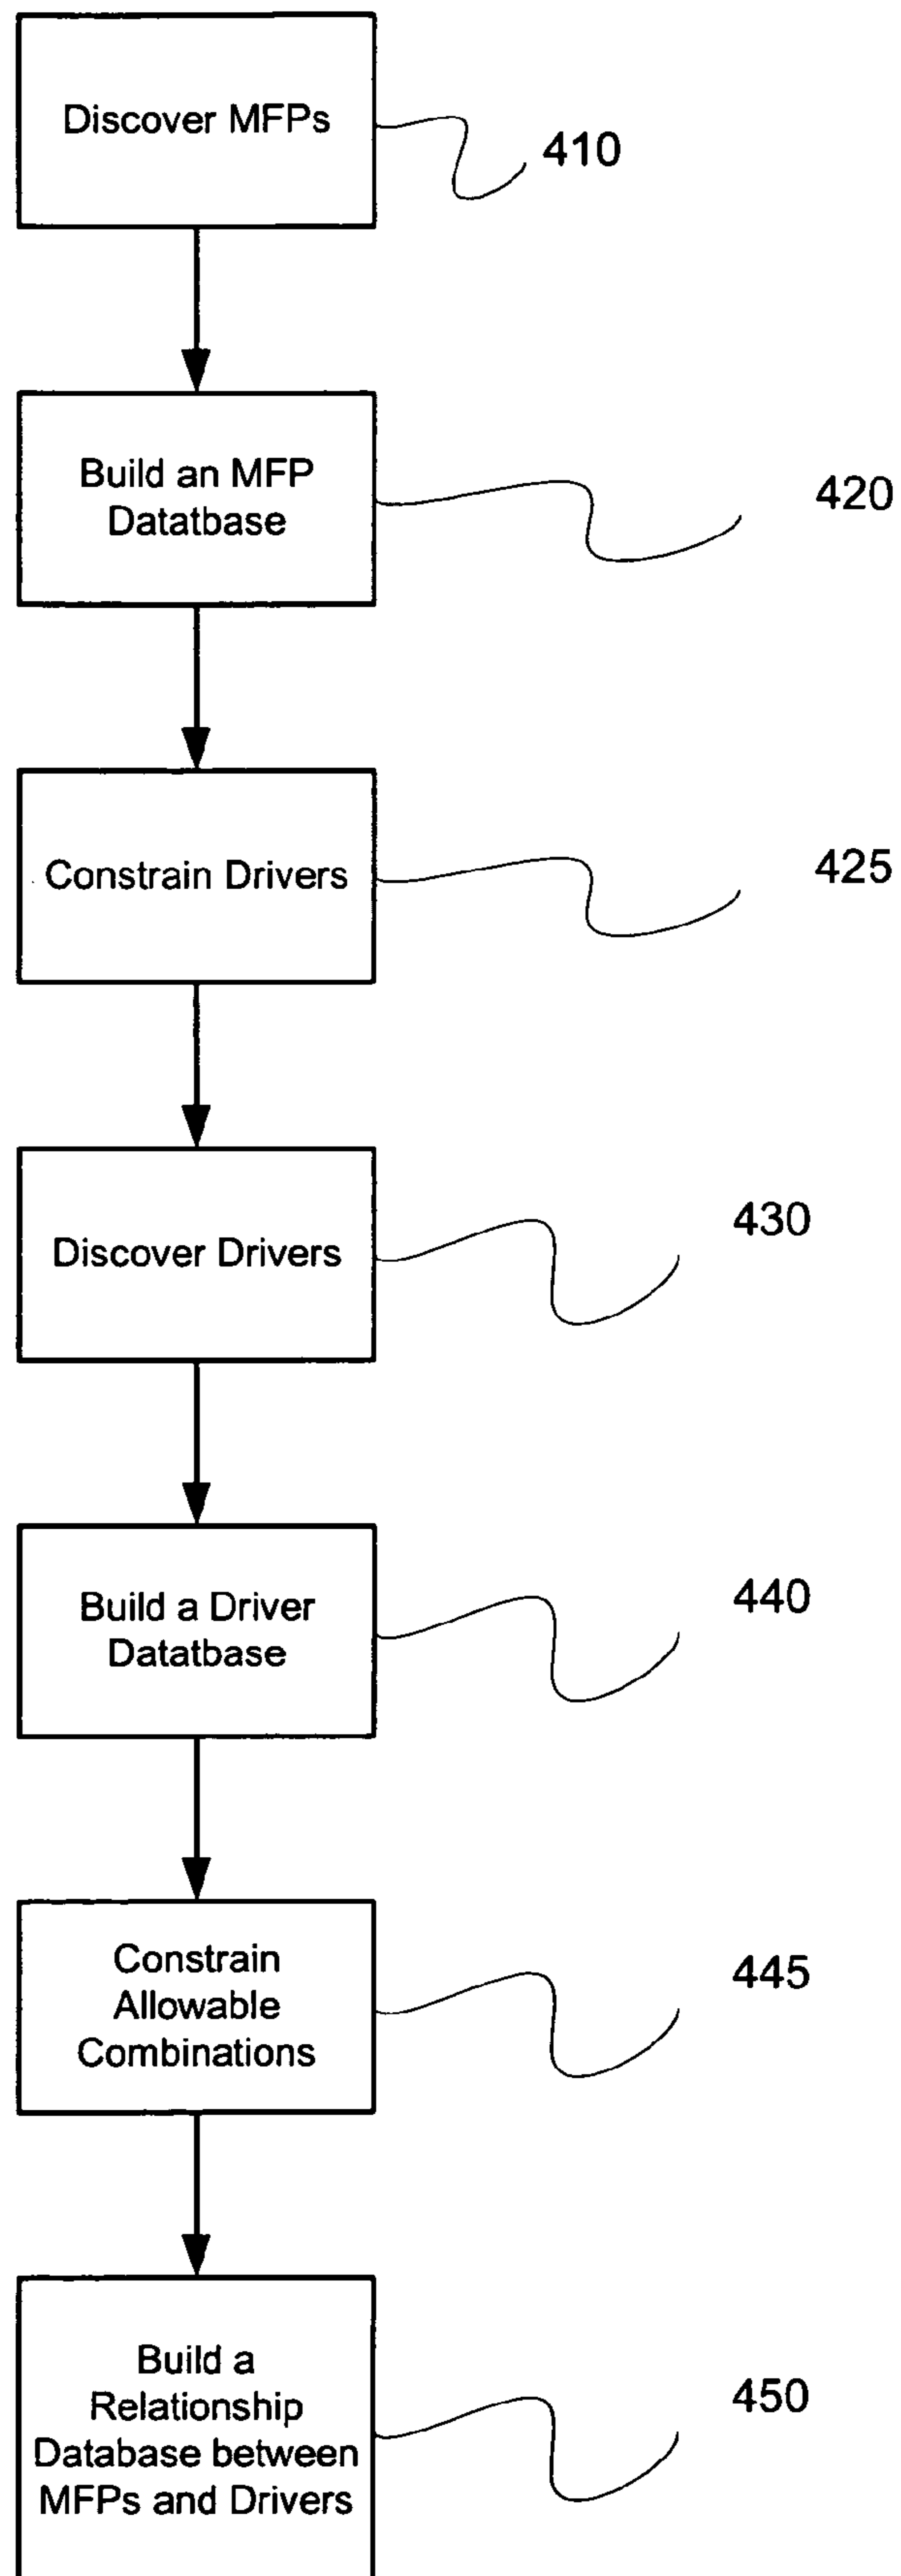 Discover MFPs
410
Build an MFP
Datatbase
420
Constrain Drivers
425
Discover Drivers
430
Build a Driver
Datatbase
440
Constrain
Allowable
Combinations
445
Build a
Relationship
Database between
MFPs and Drivers
450